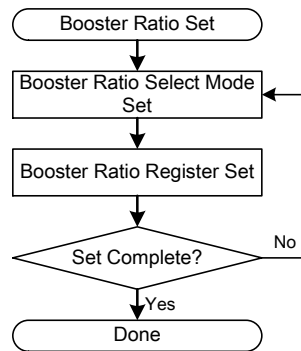 Booster Ratio Set
Booster Ratio Select Mode
Set
Booster Ratio Register Set
Set Complete?
No
Yes
Done